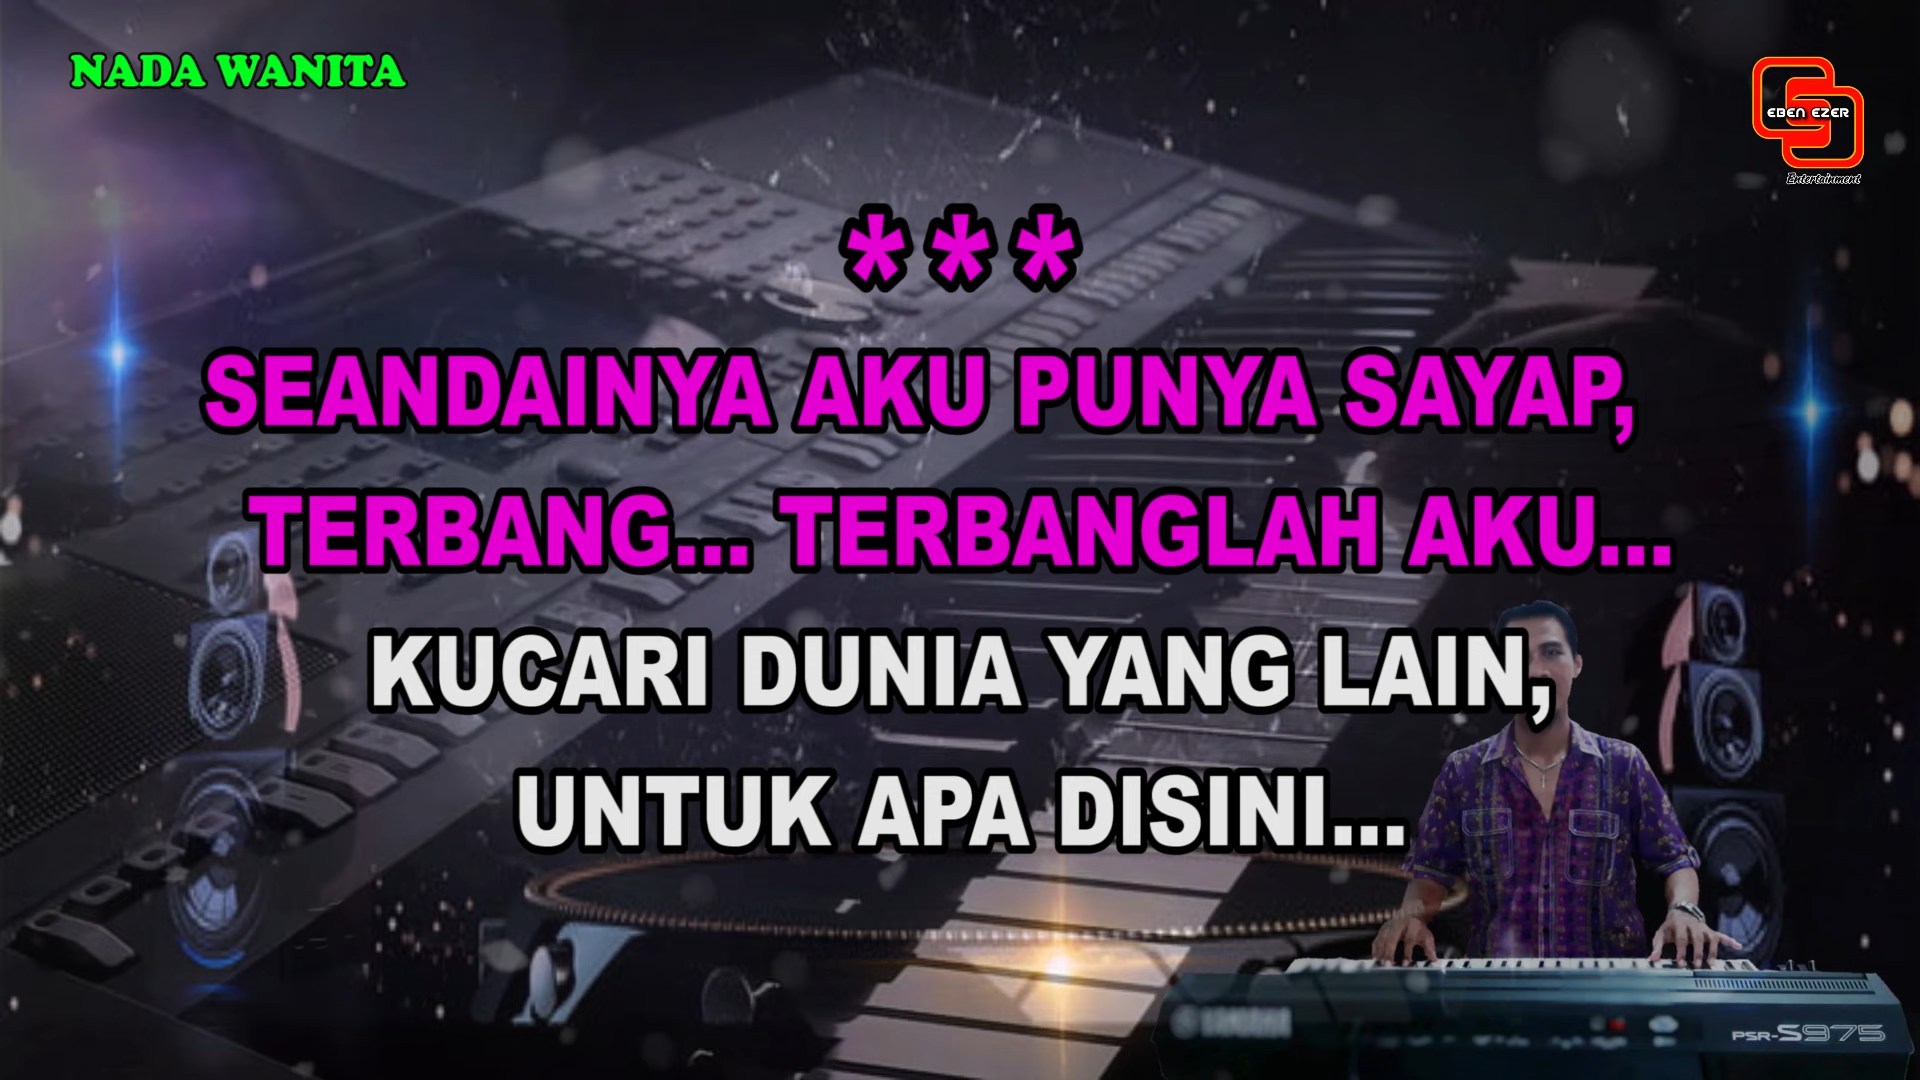 NADA WANITA
EBEN EZER
Entertainment
***
SEANDAINYA AKU PUNYA SAYAP,
TERBANG... TERBANGLAH AKU...
KUCARI DUNIA YANG LAIN,
UNTUK APA DISINI...
YAMAHA
PSR-S975